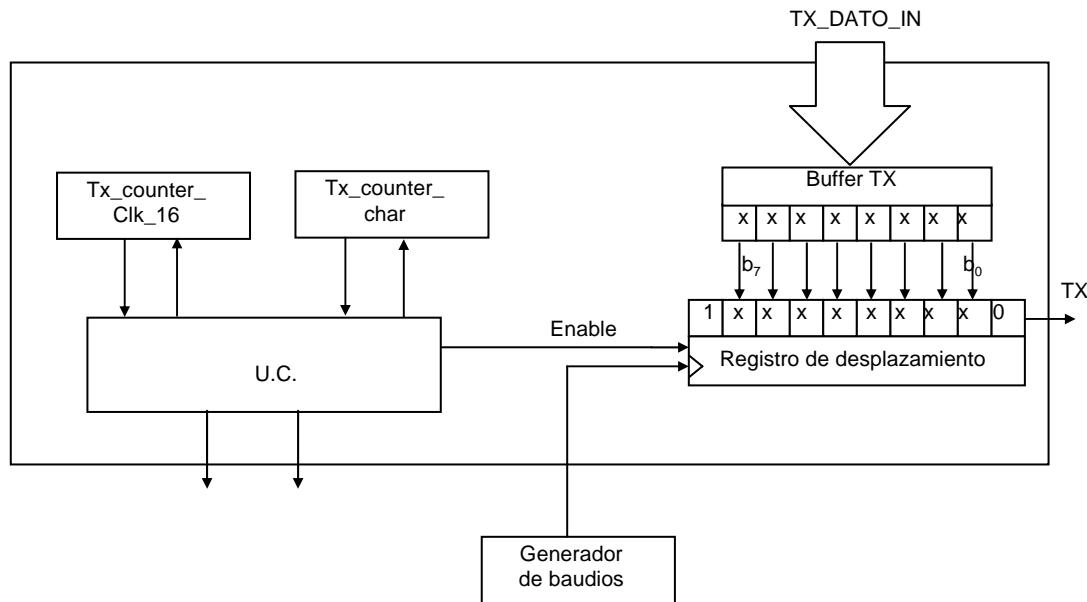 TX_DATO_IN
Tx_counter_
Clk_16
Tx_counter_
char
Buffer TX
x x x x x x x x
b7 b0
TX
1 x x x x x x x x 0
Enable
Registro de desplazamiento
U.C.
Generador
de baudios